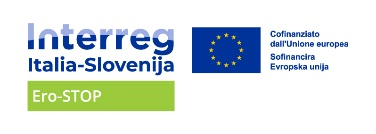 Interreg
Italia-Slovenija
Ero-STOP
Cofinanziato
dall'Unione europea
Sofinancira
Evropska unija